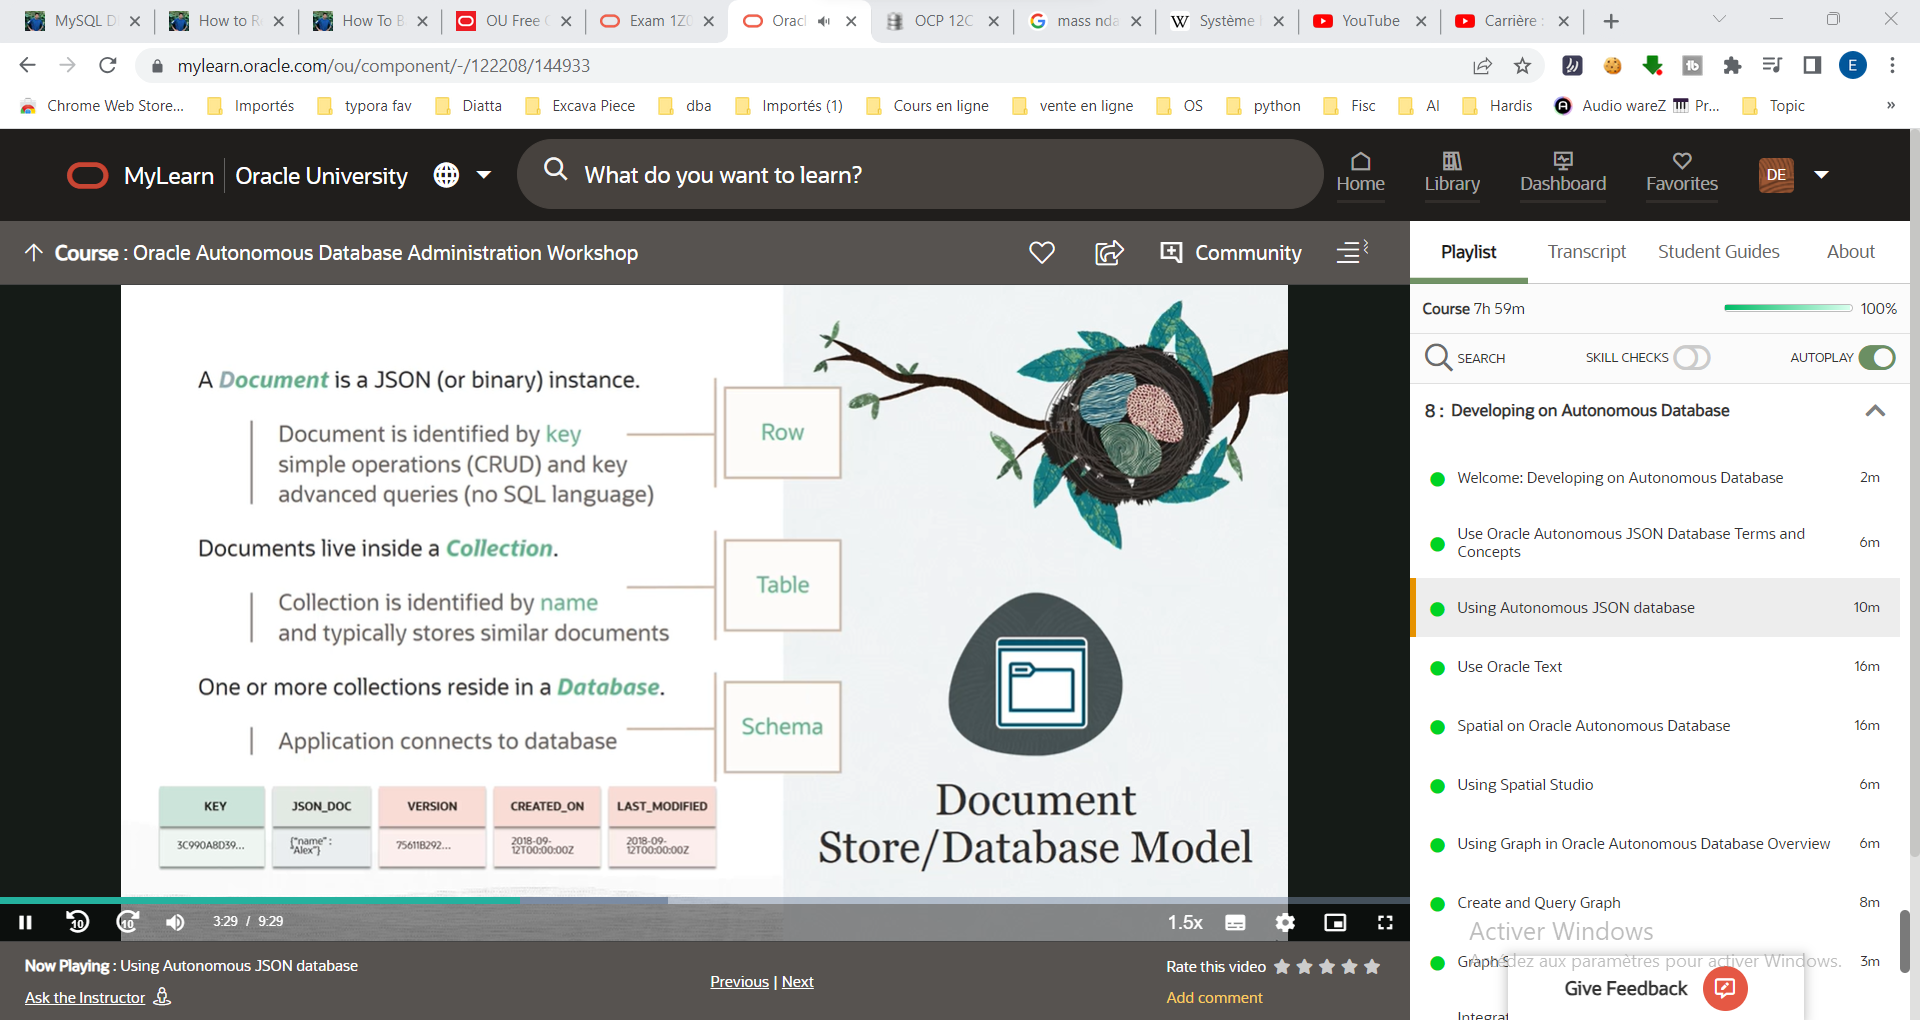 MySQL D
How to R
How To B
OU Free
Exam 1Z0
Orac
OCP 12C
mass nda
Système
YouTube
Carrière :
mylearn.oracle.com/ou/component/-/122208/144933
E
Chrome Web Store...
Importés
typora fav
Diatta
Excava Piece
dba
Importés (1)
Cours en ligne
vente en ligne
OS
python
Fisc
AI
Hardis
Audio wareZ
Pr...
Topic
»
MyLearn
Oracle University
What do you want to learn?
Home
Library
Dashboard
Favorites
DE
Course : Oracle Autonomous Database Administration Workshop
Community
A Document is a JSON (or binary) instance.
Document is identified by key
simple operations (CRUD) and key
advanced queries (no SQL language)
Row
Documents live inside a Collection.
Collection is identified by name
and typically stores similar documents
Table
One or more collections reside in a Database.
Application connects to database
Schema
KEY JSON_DOC VERSION CREATED_ON LAST_MODIFIED
3C990A8D39... {"name" : "Alex"} 75611B292... 2018-09-12T00:00:00Z 2018-09-12T00:00:00Z
Document
Store/Database Model
10
10
3:29 / 9:29
1.5x
Now Playing : Using Autonomous JSON database
Ask the Instructor
Previous | Next
Rate this video
Add comment
Playlist
Transcript
Student Guides
About
Course 7h 59m
100%
SEARCH
SKILL CHECKS
AUTOPLAY
8 : Developing on Autonomous Database
Welcome: Developing on Autonomous Database 2m
Use Oracle Autonomous JSON Database Terms and
Concepts 6m
Using Autonomous JSON database 10m
Use Oracle Text 16m
Spatial on Oracle Autonomous Database 16m
Using Spatial Studio 6m
Using Graph in Oracle Autonomous Database Overview 6m
Create and Query Graph 8m
Activer Windows
Graph S
aux paramètres pour activer Windows.
3m
Give Feedback
Integrat